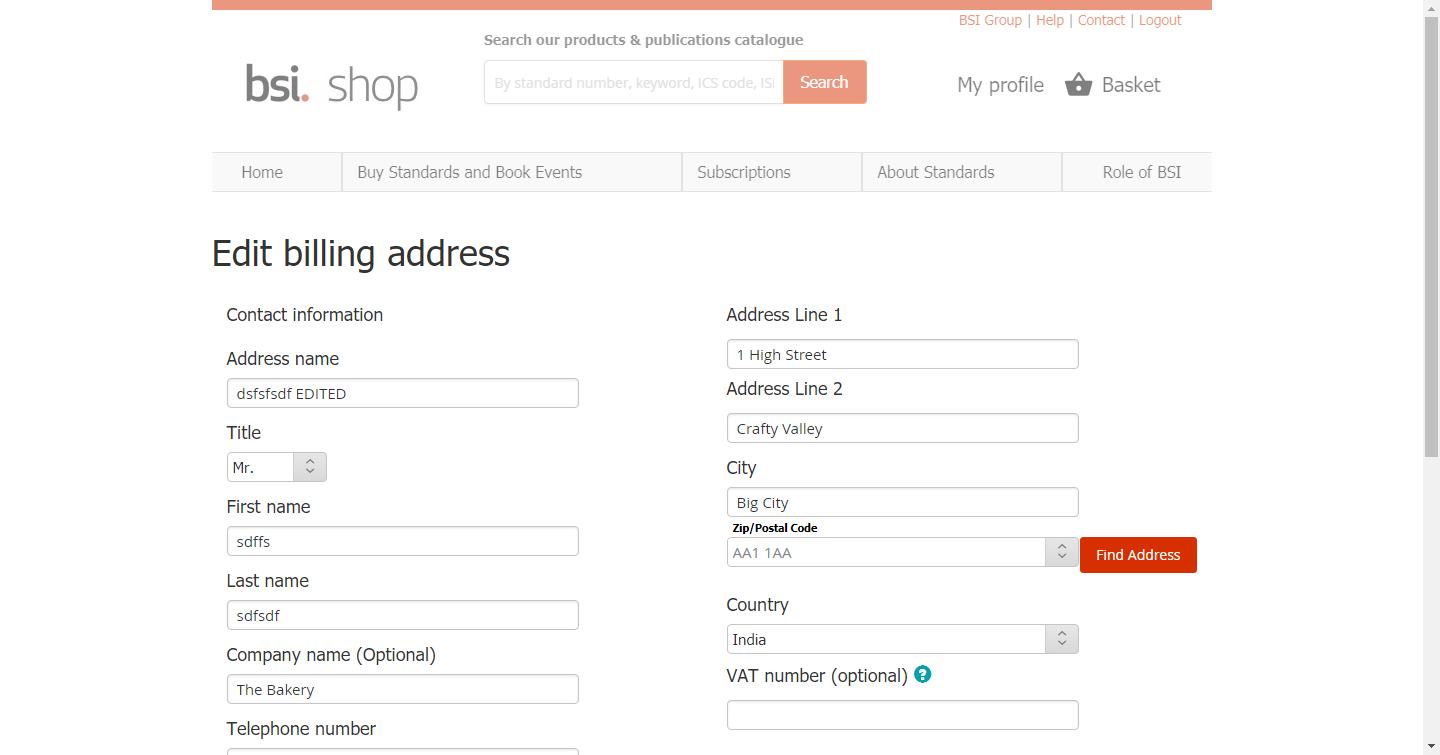 BSI Group | Help | Contact | Logout
Search our products & publications catalogue
bsi. shop
By standard number, keyword, ICS code, ISI
Search
My profile
Basket
Home
Buy Standards and Book Events
Subscriptions
About Standards
Role of BSI
Edit billing address
Contact information
Address name
dsfsfsdf EDITED
Title
Mr.
First name
sdffs
Last name
sdfsdf
Company name (Optional)
The Bakery
Telephone number
Address Line 1
1 High Street
Address Line 2
Crafty Valley
City
Big City
Zip/Postal Code
AA1 1AA
Find Address
Country
India
VAT number (optional) ?